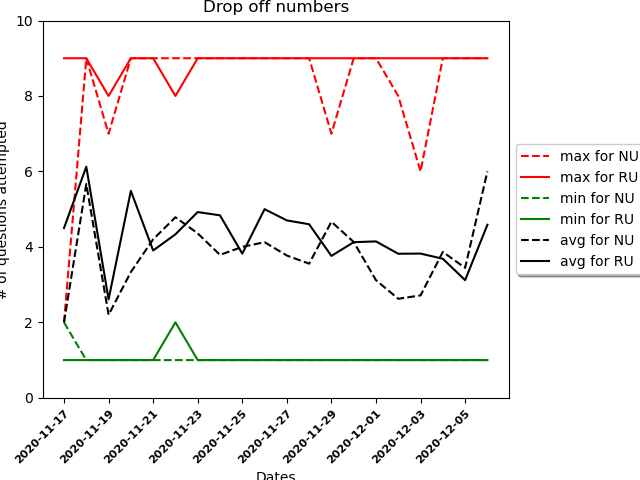 Drop off numbers
# of questions attempted
10
8
6
4
2
0
2020-11-17
2020-11-19
2020-11-21
2020-11-23
2020-11-25
2020-11-27
2020-11-29
2020-12-01
2020-12-03
2020-12-05
Dates
max for NU
max for RU
min for NU
min for RU
avg for NU
avg for RU